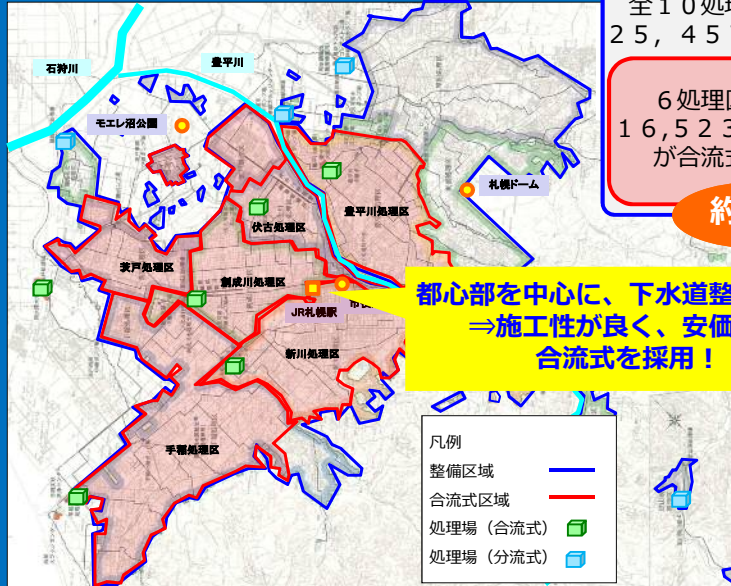 全１０処理
２５，４５
６処理区
１６,５２３
が合流式
約
石狩川
豊平川
モエレ沼公園
札幌ドーム
豊平川処理区
伏古処理区
茨戸処理区
創成川処理区
JR札幌駅
新川処理区
手稲処理区
都心部を中心に、下水道整
⇒施工性が良く、安価
合流式を採用！
凡例
整備区域
合流式区域
処理場（合流式）
処理場（分流式）